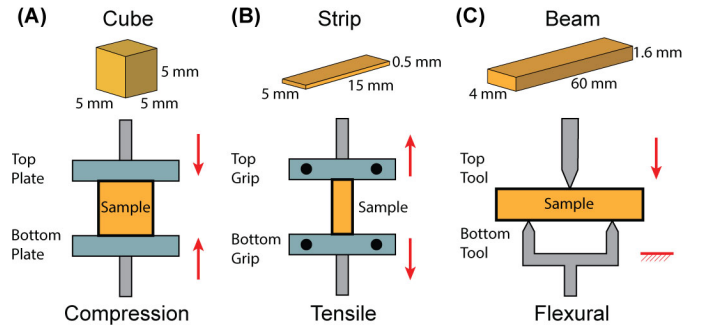 (A) Cube
5 mm
5 mm
5 mm
Top
Plate
Sample
Bottom
Plate
Compression
(B) Strip
0.5 mm
5 mm
15 mm
Top
Grip
Sample
Bottom
Grip
Tensile
(C) Beam
1.6 mm
4 mm
60 mm
Top
Tool
Sample
Bottom
Tool
Flexural